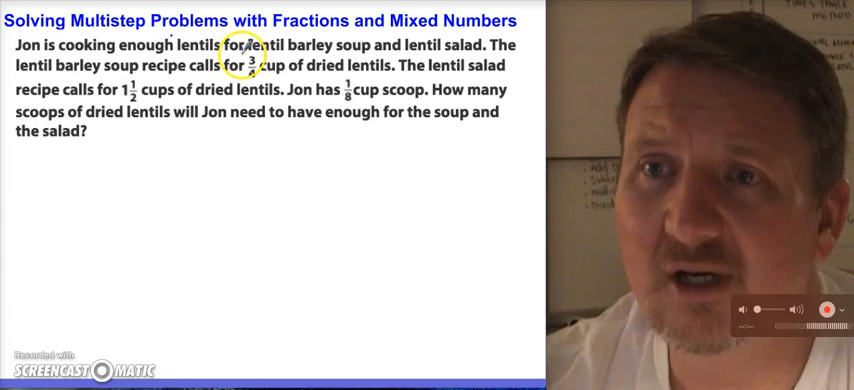 Solving Multistep Problems with Fractions and Mixed Numbers
Jon is cooking enough lentils for lentil barley soup and lentil salad. The
lentil barley soup recipe calls for 3/4 cup of dried lentils. The lentil salad
recipe calls for 1 1/2 cups of dried lentils. Jon has 1/8 cup scoop. How many
scoops of dried lentils will Jon need to have enough for the soup and
the salad?
TIMES TABLE
METHOD
Recorded with
SCREENCAST-O-MATIC
--:--